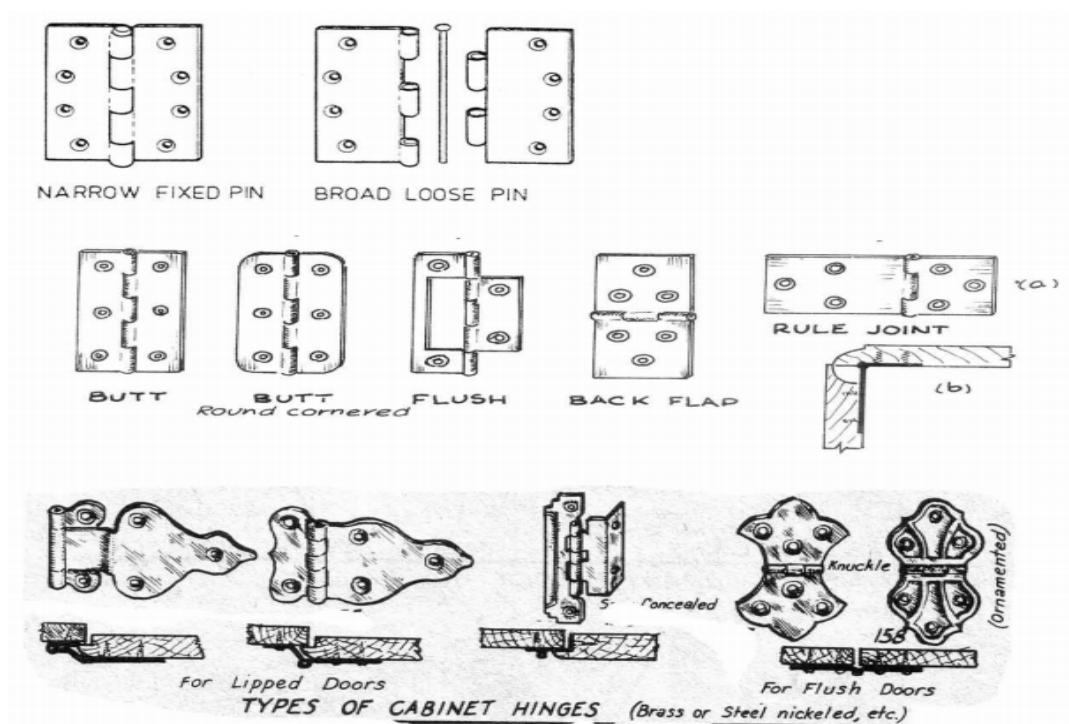 NARROW FIXED PIN
BROAD LOOSE PIN
(a)
RULE JOINT
BUTT
BUTT
Round cornered
FLUSH
BACK FLAP
(b)
Knuckle
Concealed
(Ornamented)
158
For Lipped Doors
For Flush Doors
TYPES OF CABINET HINGES (Brass or Steel nickeled, etc.)